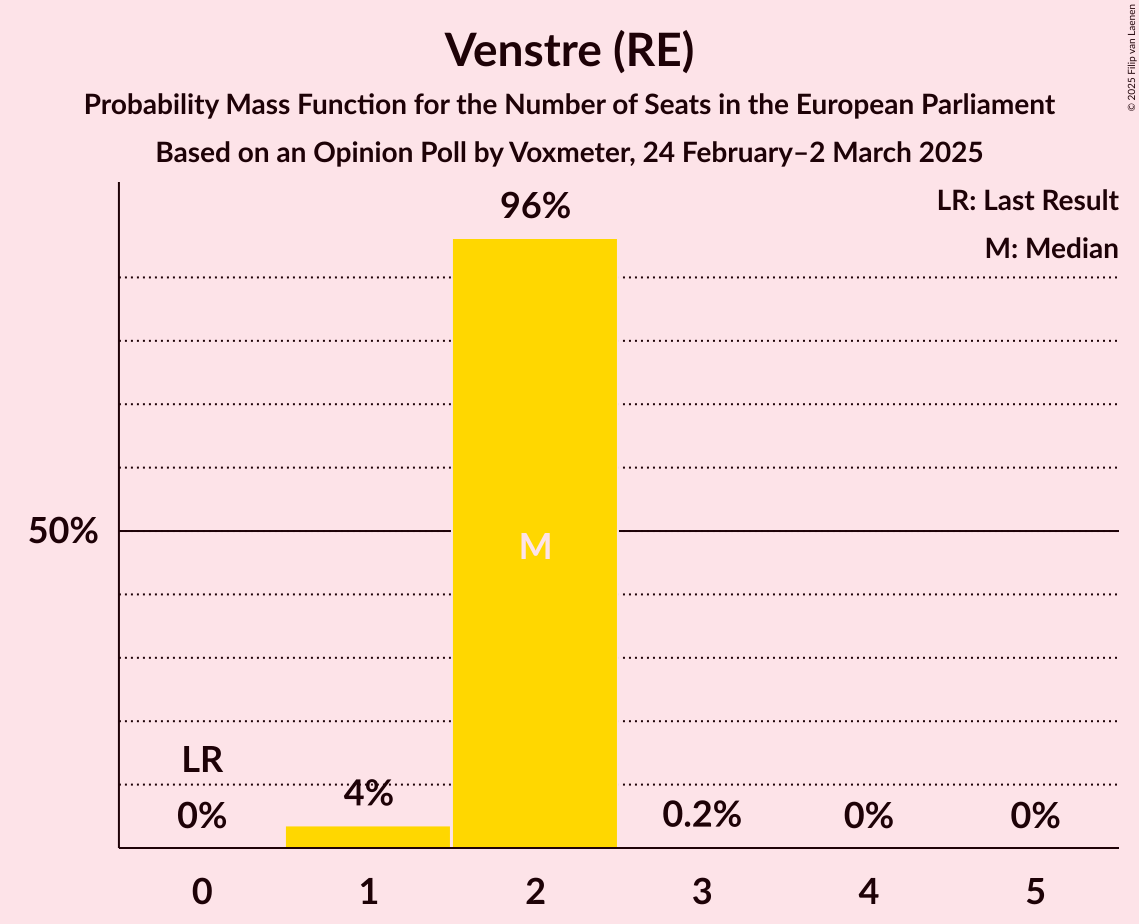 Venstre (RE)
Probability Mass Function for the Number of Seats in the European Parliament
Based on an Opinion Poll by Voxmeter, 24 February–2 March 2025
© 2025 Filip van Laenen
LR: Last Result
M: Median
96%
50%
M
LR
0%
4%
0.2%
0%
0%
0 1 2 3 4 5